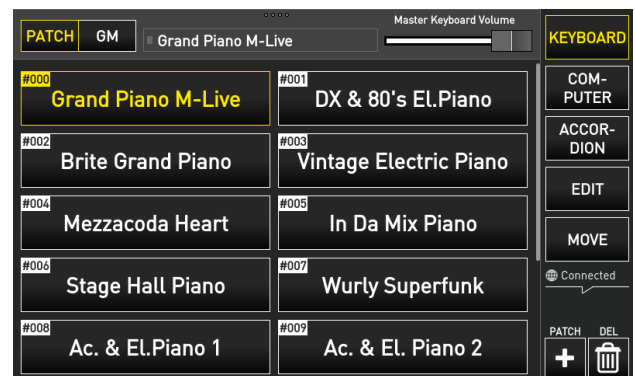 PATCH GM
Grand Piano M-Live
Master Keyboard Volume
KEYBOARD
#000
Grand Piano M-Live
#001
DX & 80's El.Piano
COM-
PUTER
#002
Brite Grand Piano
#003
Vintage Electric Piano
ACCOR-
DION
#004
Mezzacoda Heart
#005
In Da Mix Piano
EDIT
MOVE
#006
Stage Hall Piano
#007
Wurly Superfunk
Connected
#008
Ac. & El.Piano 1
#009
Ac. & El. Piano 2
PATCH DEL